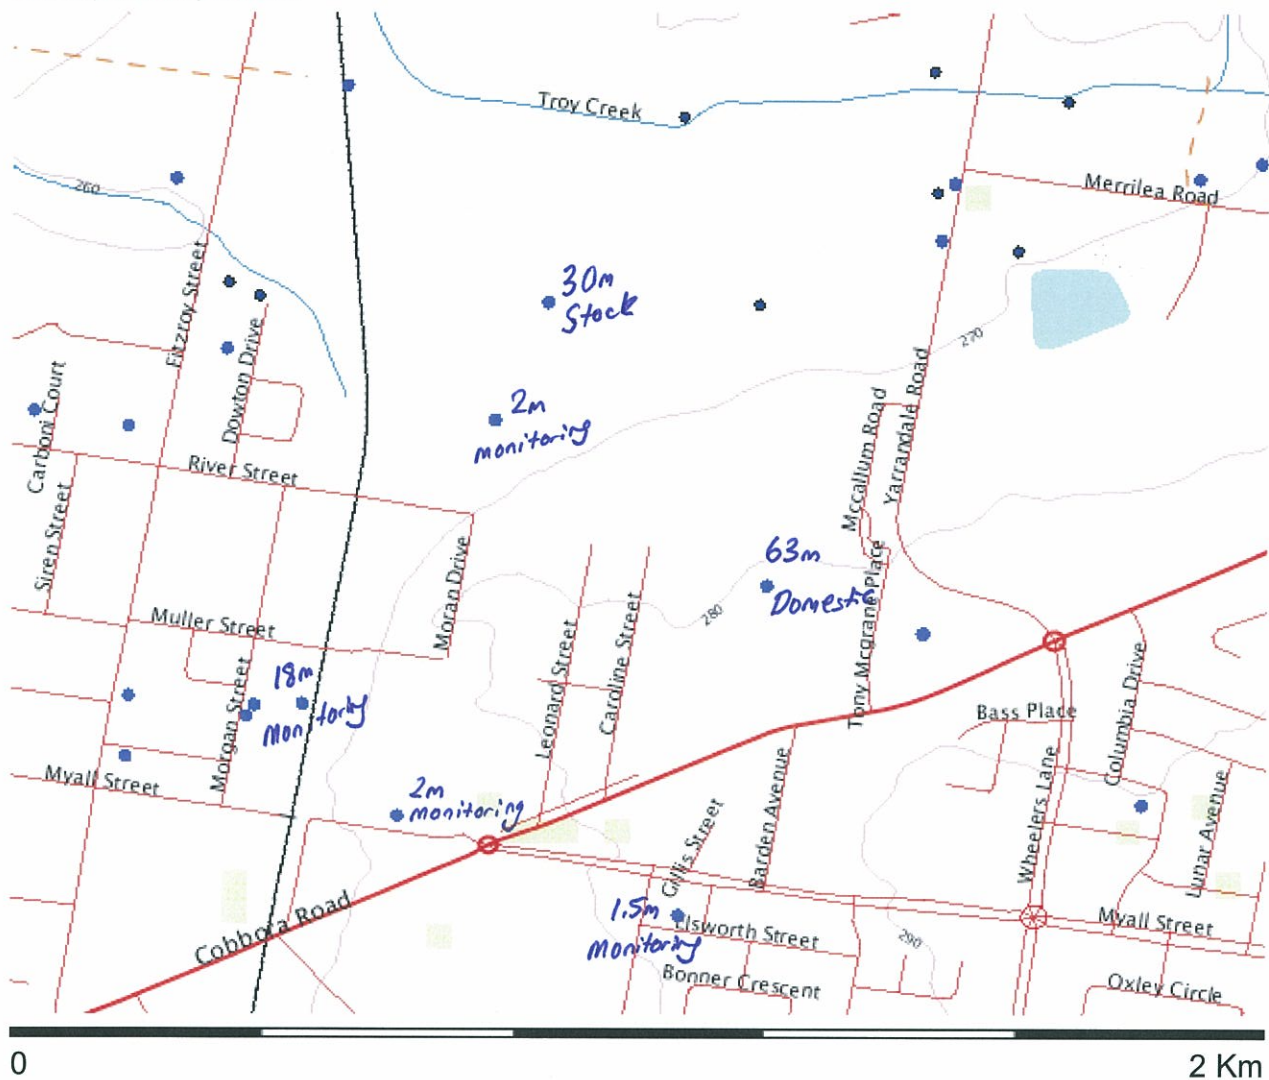 Troy Creek
Merrilea Road
260
Fitzroy Street
30m
Stock
270
Dowton Drive
Carboni Court
2m
monitoring
Mccallum Road
Yarrandale Road
River Street
Siren Street
Moran Drive
63m
Domestic
280
Tony Mcgrane Place
Muller Street
Leonard Street
Caroline Street
18m
monitoring
Morgan Street
Bass Place
Columbia Drive
Myall Street
2m
monitoring
Wheelers Lane
Barden Avenue
Gillis Street
Lunar Avenue
Cobbora Road
1.5m
monitoring
Elsworth Street
Myall Street
290
Bonner Crescent
Oxley Circle
0
2 Km